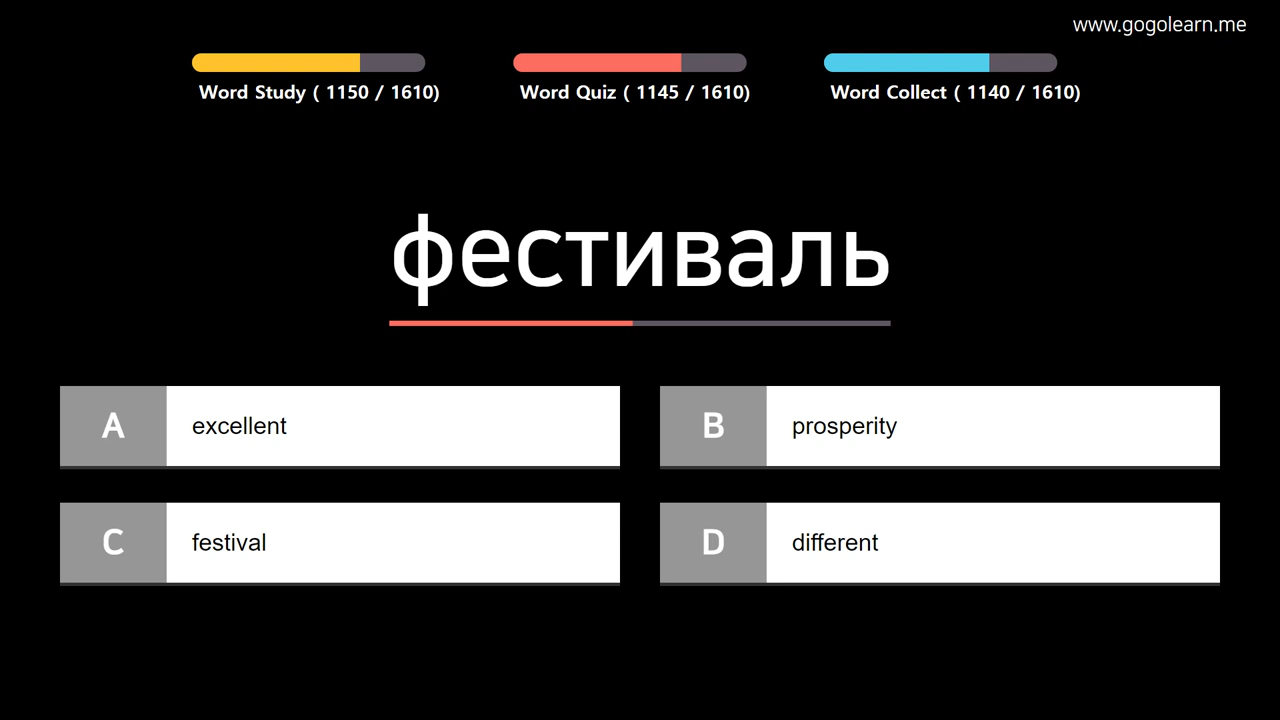 www.gogolearn.me
Word Study ( 1150 / 1610)
Word Quiz ( 1145 / 1610)
Word Collect ( 1140 / 1610)
фестиваль
A excellent
B prosperity
C festival
D different